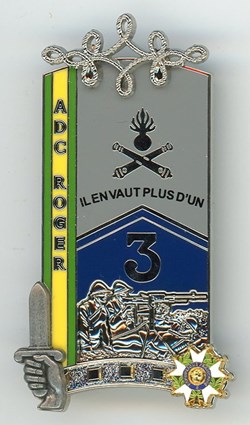 ADC ROGER
IL EN VAUT PLUS D'UN
3